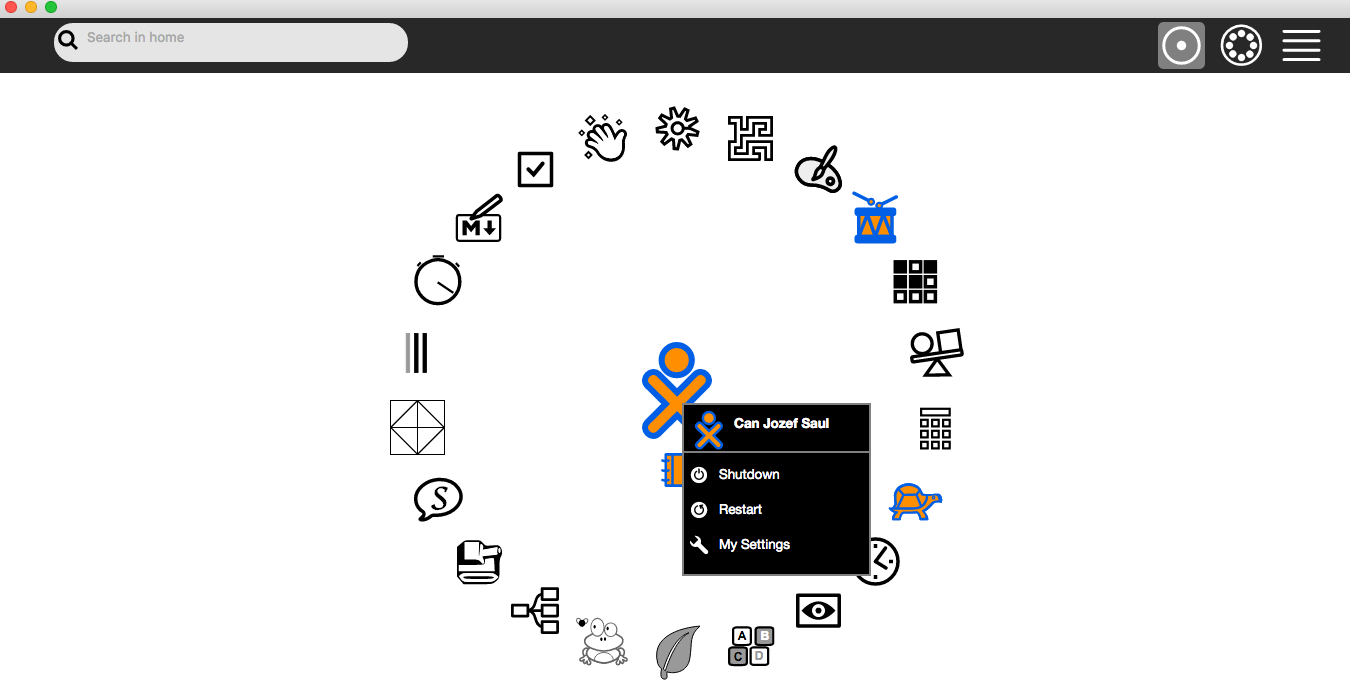 Search in home
M
Can Jozef Saul
Shutdown
Restart
My Settings
S
A B
C D